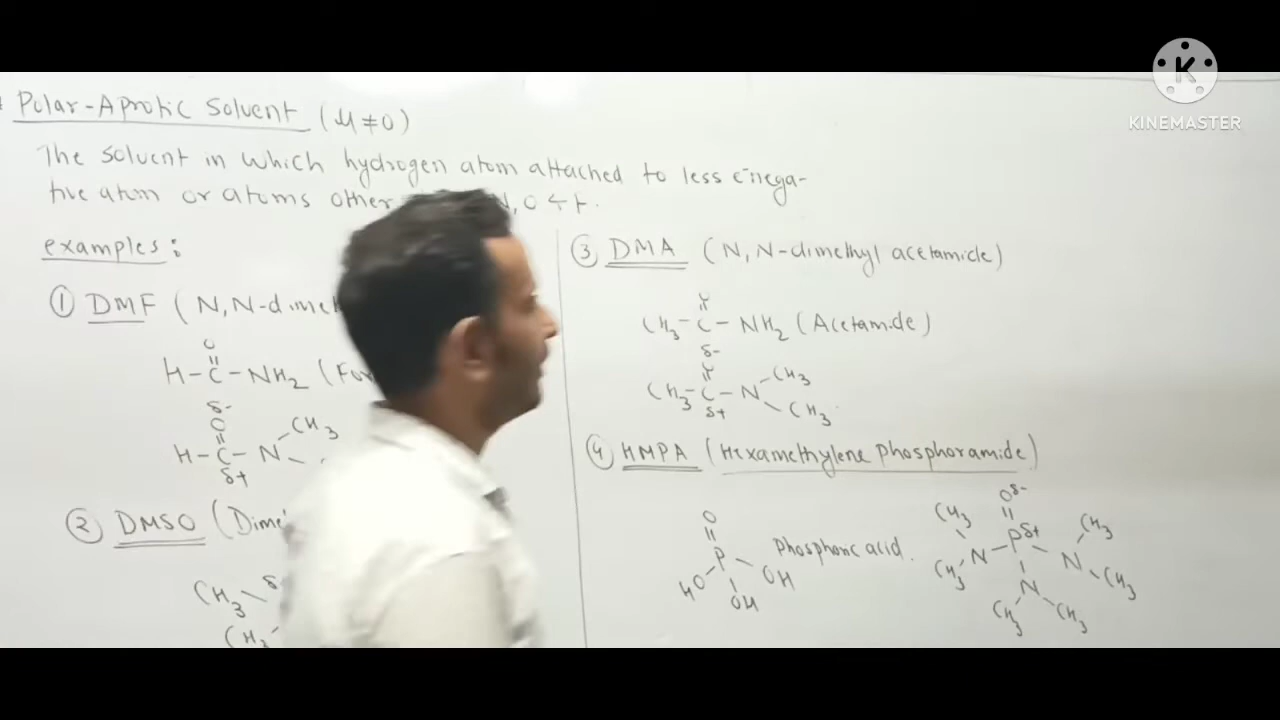 Polar-Aprotic Solvent (μ≠0)
The solvent in which hydrogen atom attached to less e⁻nega-
tive atom or atoms other N, O & F.
examples:
① DMF (N,N-dimeth
O
H-C-NH2 (For
δ-
O
H-C-N CH3
δ+
② DMSO (Dime
CH3 δ
CH3
③ DMA (N,N-dimethyl acetamide)
O
CH3-C-NH2 (Acetamide)
δ-
O
CH3-C-N CH3
δ+ CH3
④ HMPA (Hexamethylene phosphoramide)
O
P
HO OH
OH
Phosphoric acid.
Oδ-
CH3 Pδ+ CH3
CH3 N N CH3
N
CH3 CH3
K
KINEMASTER